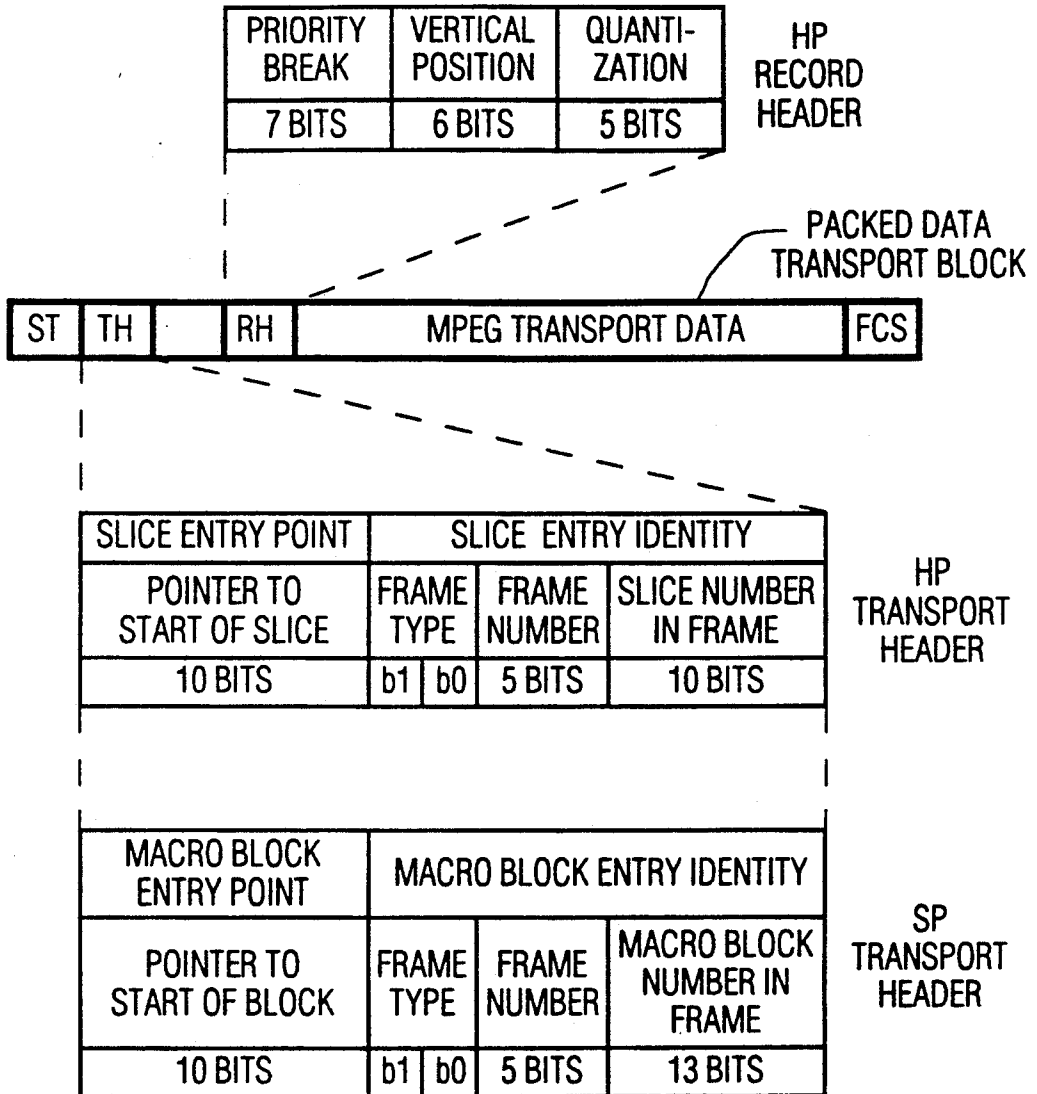 PRIORITY BREAK
VERTICAL POSITION
QUANTI-ZATION
7 BITS
6 BITS
5 BITS
HP RECORD HEADER
PACKED DATA TRANSPORT BLOCK
ST
TH
RH
MPEG TRANSPORT DATA
FCS
SLICE ENTRY POINT
SLICE ENTRY IDENTITY
POINTER TO START OF SLICE
FRAME TYPE
FRAME NUMBER
SLICE NUMBER IN FRAME
10 BITS
b1
b0
5 BITS
10 BITS
HP TRANSPORT HEADER
MACRO BLOCK ENTRY POINT
MACRO BLOCK ENTRY IDENTITY
POINTER TO START OF BLOCK
FRAME TYPE
FRAME NUMBER
MACRO BLOCK NUMBER IN FRAME
10 BITS
b1
b0
5 BITS
13 BITS
SP TRANSPORT HEADER